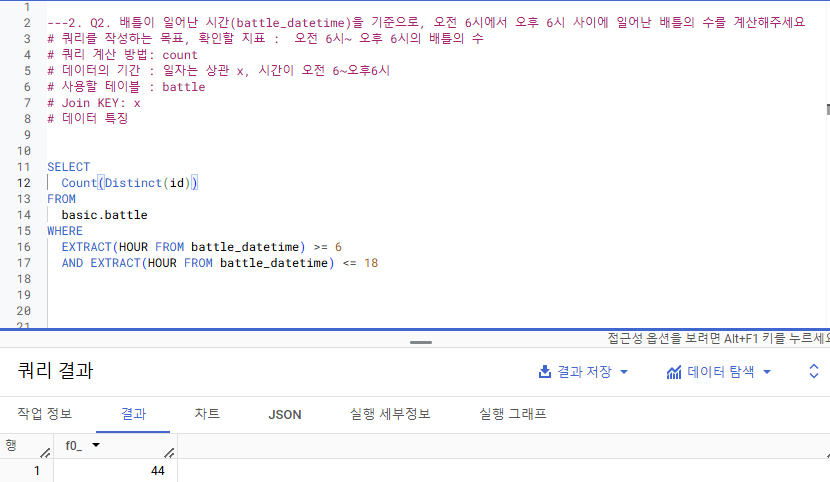 1
2 ---2. Q2. 배틀이 일어난 시간(battle_datetime)을 기준으로, 오전 6시에서 오후 6시 사이에 일어난 배틀의 수를 계산해주세요
3 # 쿼리를 작성하는 목표, 확인할 지표 : 오전 6시~ 오후 6시의 배틀의 수
4 # 쿼리 계산 방법: count
5 # 데이터의 기간 : 일자는 상관 x, 시간이 오전 6~오후6시
6 # 사용할 테이블 : battle
7 # Join KEY: x
8 # 데이터 특징
9
10
11 SELECT
12 Count(Distinct(id))
13 FROM
14 basic.battle
15 WHERE
16 EXTRACT(HOUR FROM battle_datetime) >= 6
17 AND EXTRACT(HOUR FROM battle_datetime) <= 18
18
19
20
21
접근성 옵션을 보려면 Alt+F1 키를 누르세요
쿼리 결과 결과 저장 데이터 탐색
작업 정보 결과 차트 JSON 실행 세부정보 실행 그래프
행 f0_
1 44